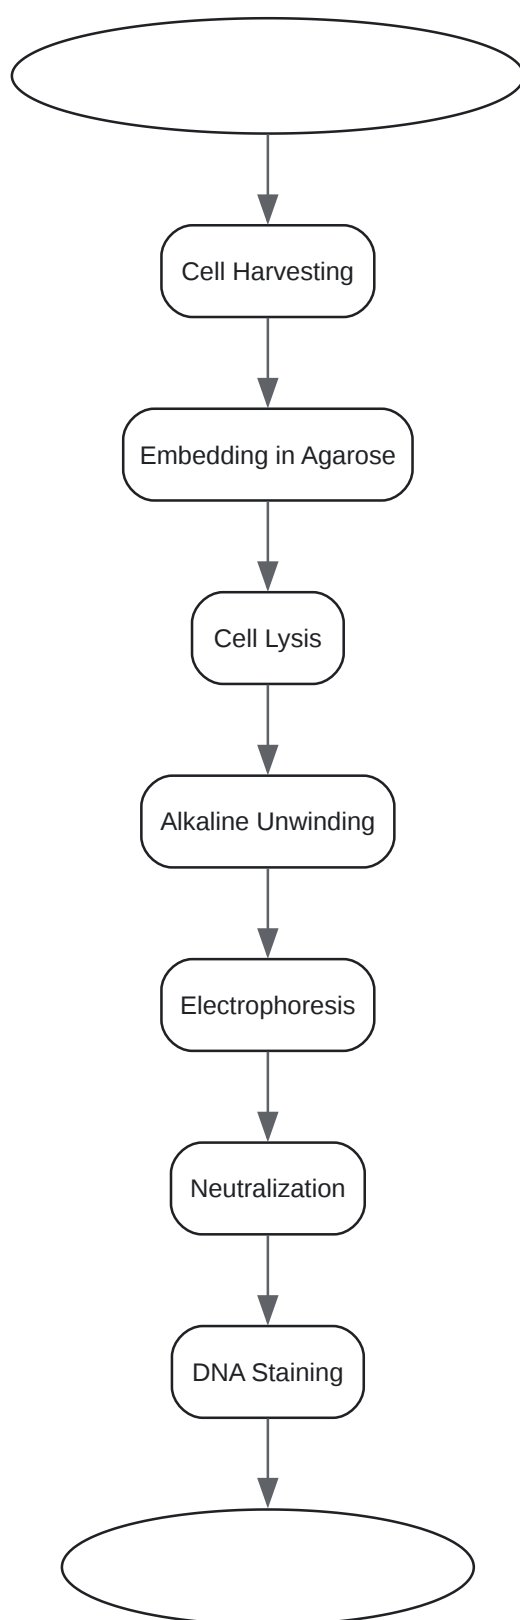 Cell Harvesting
Embedding in Agarose
Cell Lysis
Alkaline Unwinding
Electrophoresis
Neutralization
DNA Staining